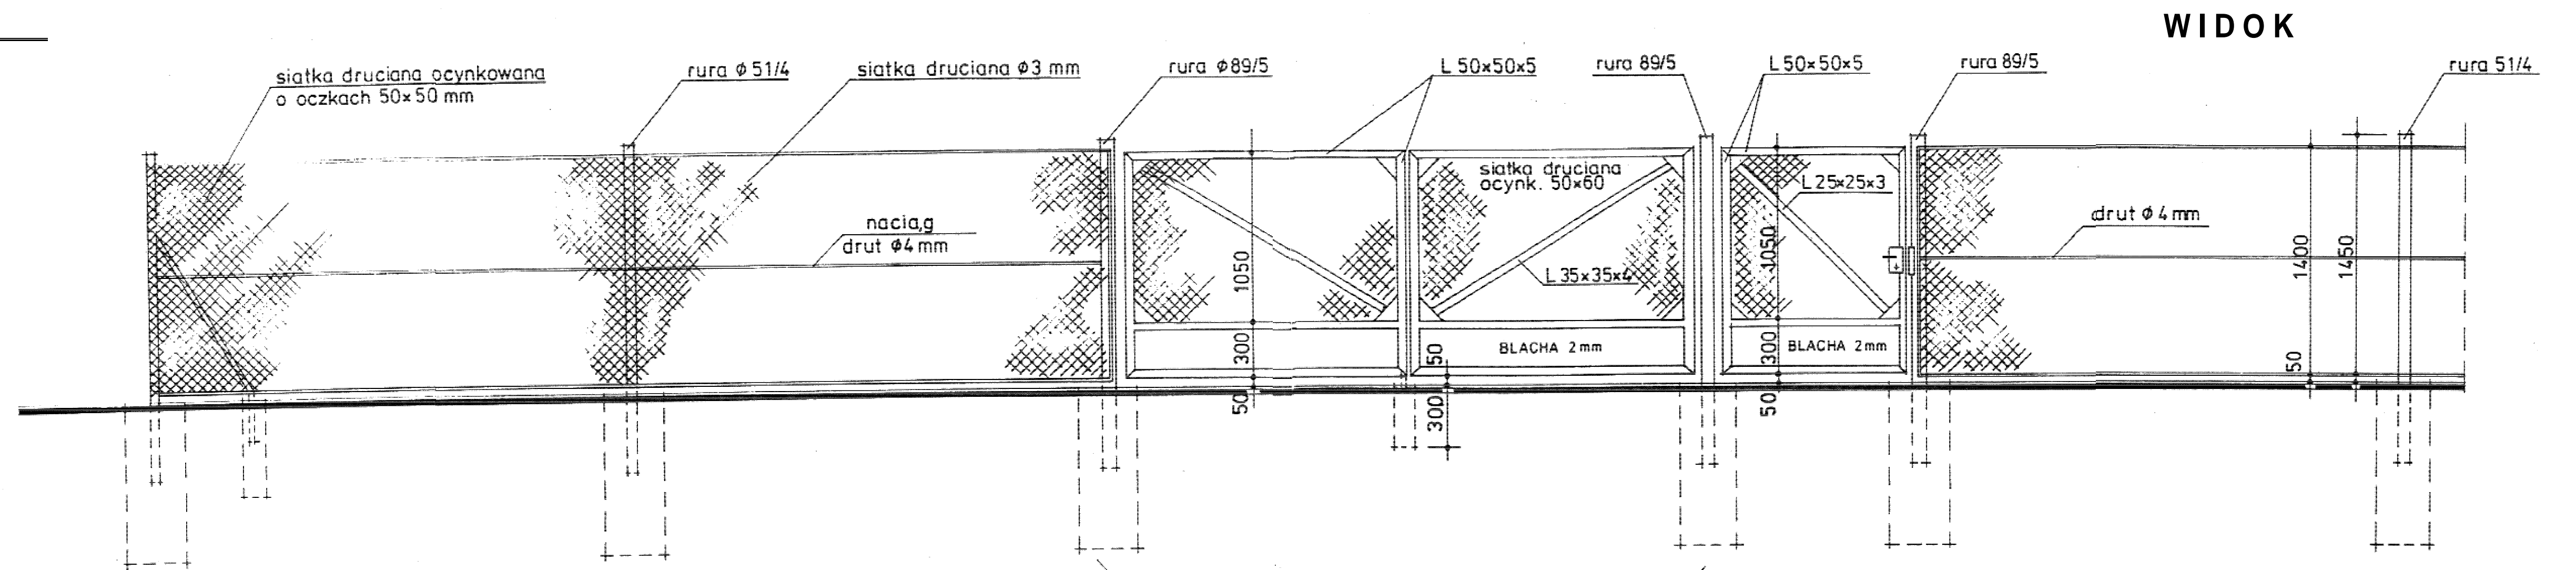 WIDOK
siatka druciana ocynkowana
o oczkach 50×50 mm
rura ϕ 51/4
siatka druciana ϕ3 mm
rura ϕ89/5
L 50×50×5
rura 89/5
L 50×50×5
rura 89/5
rura 51/4
naciąg
drut ϕ4 mm
siatka druciana
ocynk. 50×60
L 25×25×3
L 35×35×4
drut ϕ 4 mm
1050
300
50
BLACHA 2mm
50
300
1050
300
50
BLACHA 2mm
1400
1450
50